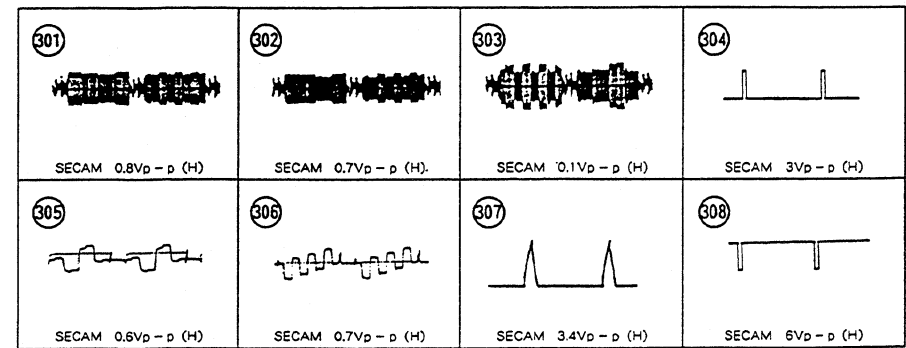 301
302
303
304
SECAM 0.8Vp-p (H)
SECAM 0.7Vp-p (H).
SECAM 0.1Vp-p (H)
SECAM 3Vp-p (H)
305
306
307
308
SECAM 0.6Vp-p (H)
SECAM 0.7Vp-p (H)
SECAM 3.4Vp-p (H)
SECAM 6Vp-p (H)